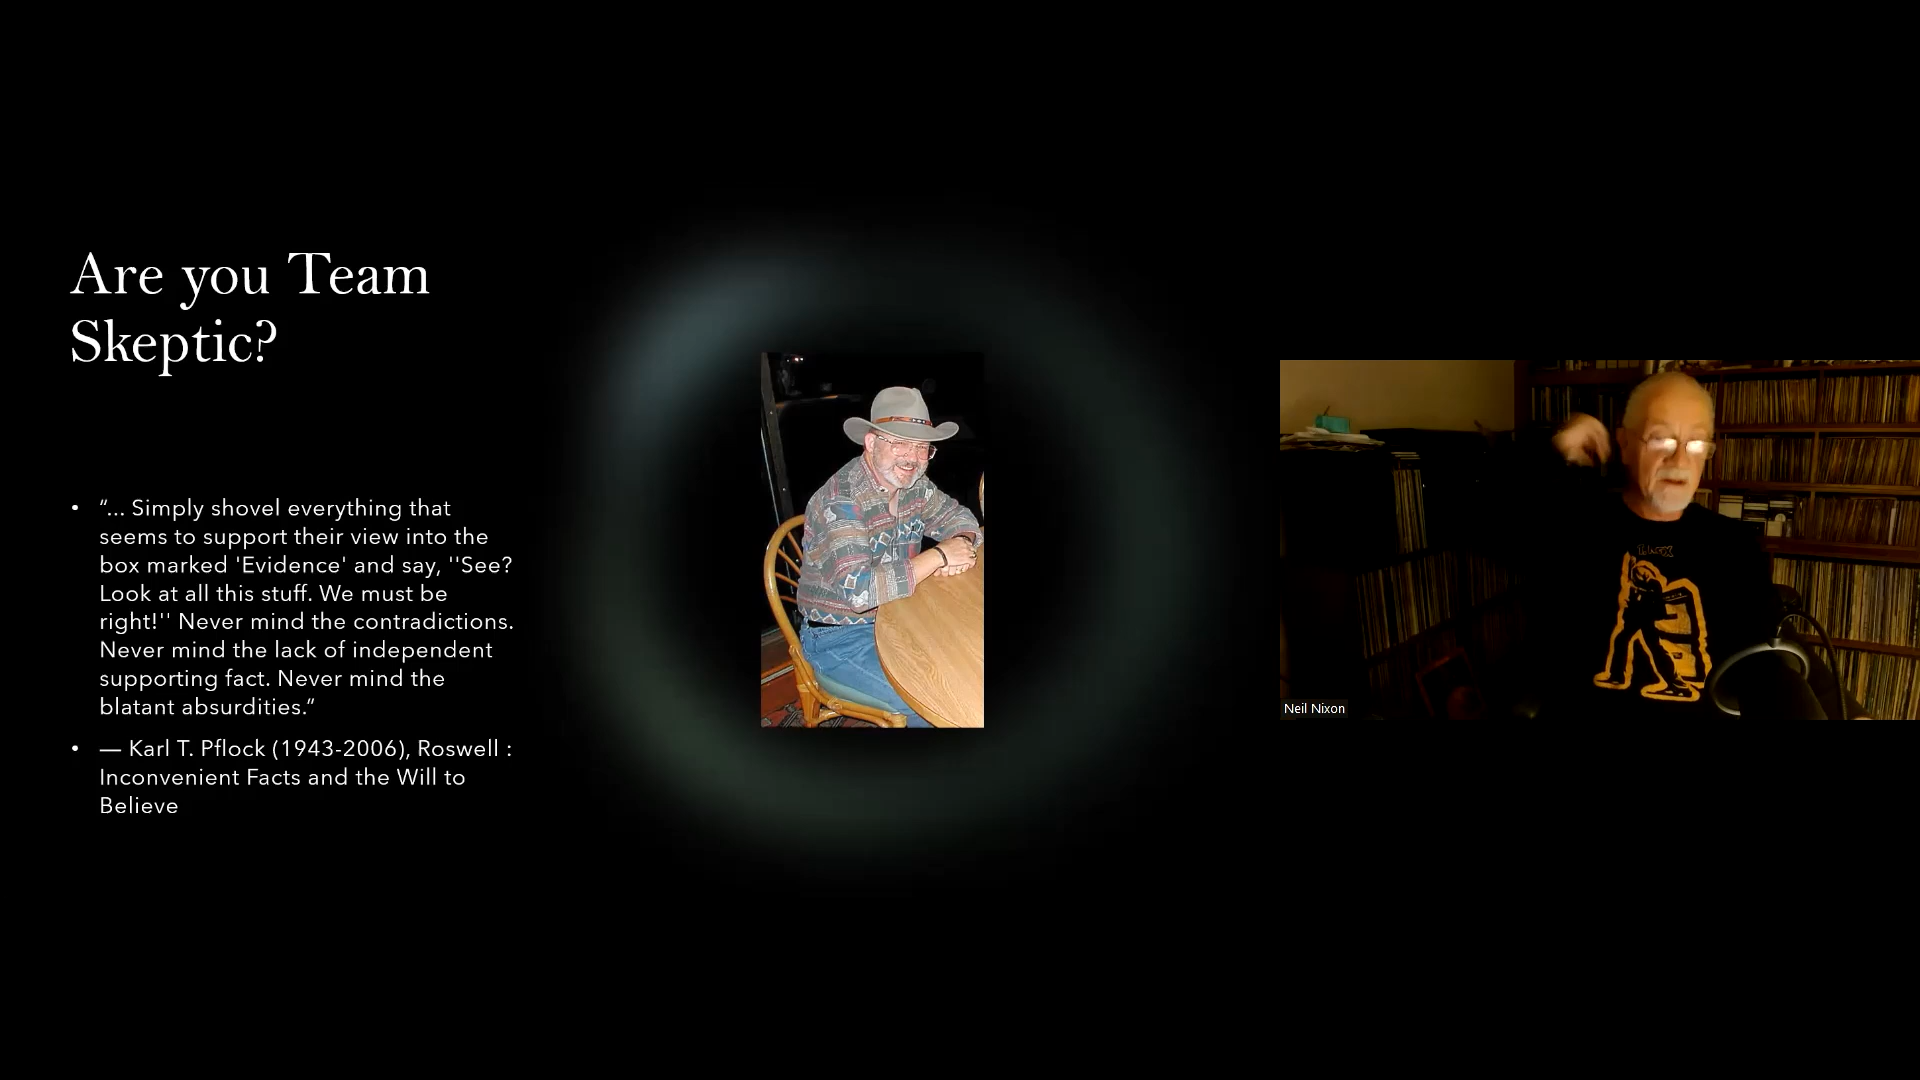 Are you Team
Skeptic?
• “... Simply shovel everything that
seems to support their view into the
box marked 'Evidence' and say, ''See?
Look at all this stuff. We must be
right!'' Never mind the contradictions.
Never mind the lack of independent
supporting fact. Never mind the
blatant absurdities.“
• — Karl T. Pflock (1943-2006), Roswell :
Inconvenient Facts and the Will to
Believe
T.Rex
Neil Nixon